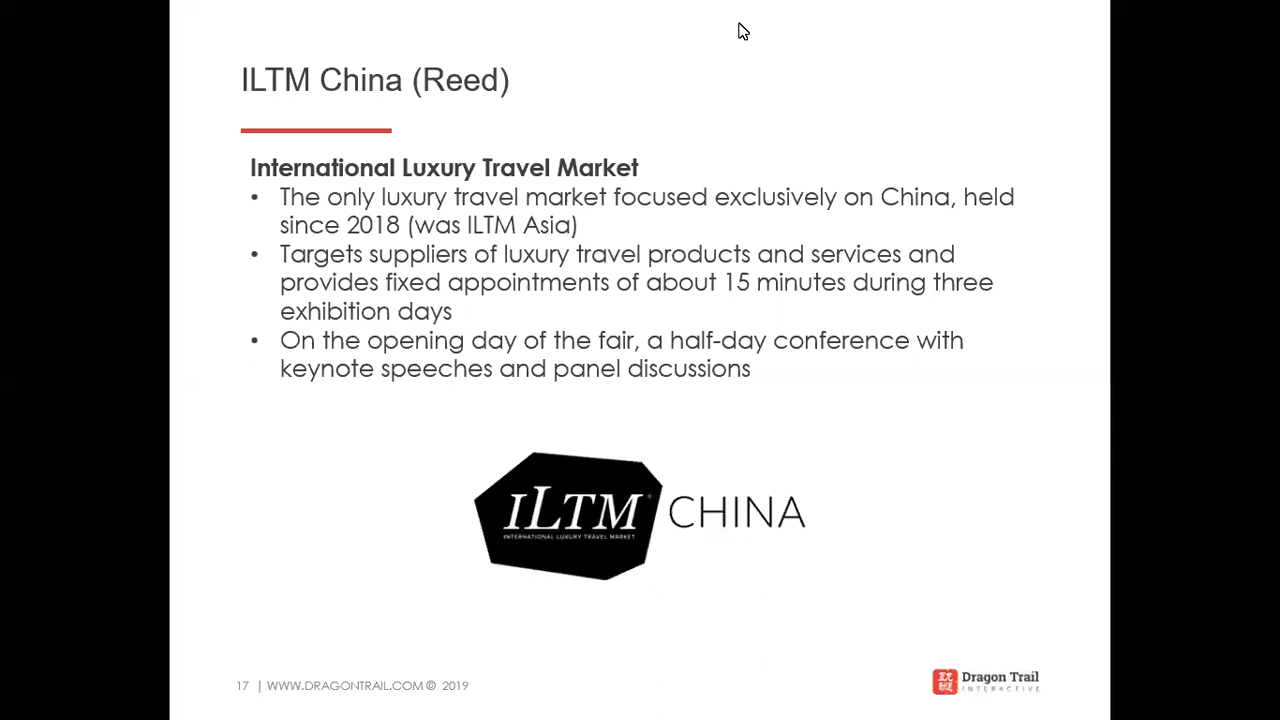 ILTM China (Reed)
International Luxury Travel Market
• The only luxury travel market focused exclusively on China, held
since 2018 (was ILTM Asia)
• Targets suppliers of luxury travel products and services and
provides fixed appointments of about 15 minutes during three
exhibition days
• On the opening day of the fair, a half-day conference with
keynote speeches and panel discussions
ILTM® CHINA
INTERNATIONAL LUXURY TRAVEL MARKET
17 | WWW.DRAGONTRAIL.COM © 2019
Dragon Trail
INTERACTIVE